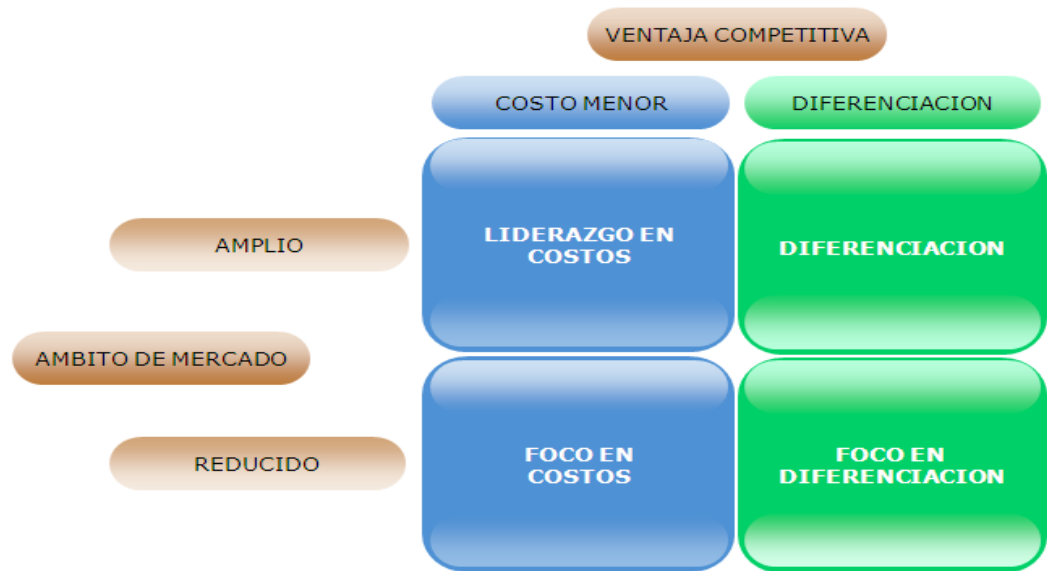 VENTAJA COMPETITIVA
COSTO MENOR
DIFERENCIACION
AMPLIO
LIDERAZGO EN
COSTOS
DIFERENCIACION
AMBITO DE MERCADO
REDUCIDO
FOCO EN
COSTOS
FOCO EN
DIFERENCIACION